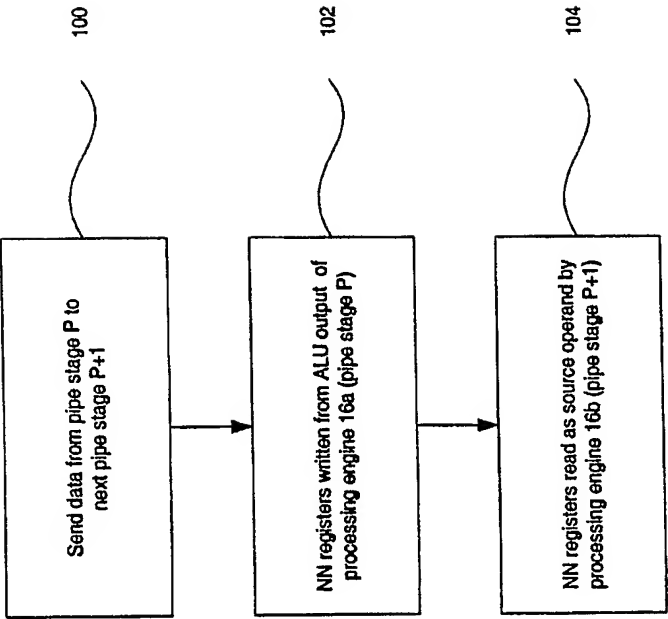 Send data from pipe stage P to
next pipe stage P+1
100
NN registers written from ALU output of
processing engine 16a (pipe stage P)
102
NN registers read as source operand by
processing engine 16b (pipe stage P+1)
104